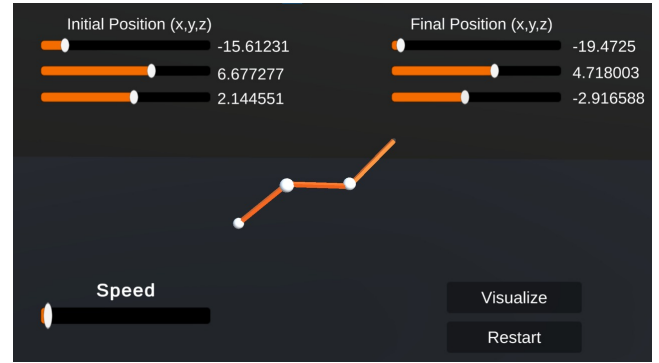 Initial Position (x,y,z)
-15.61231
6.677277
2.144551
Final Position (x,y,z)
-19.4725
4.718003
-2.916588
Speed
Visualize
Restart